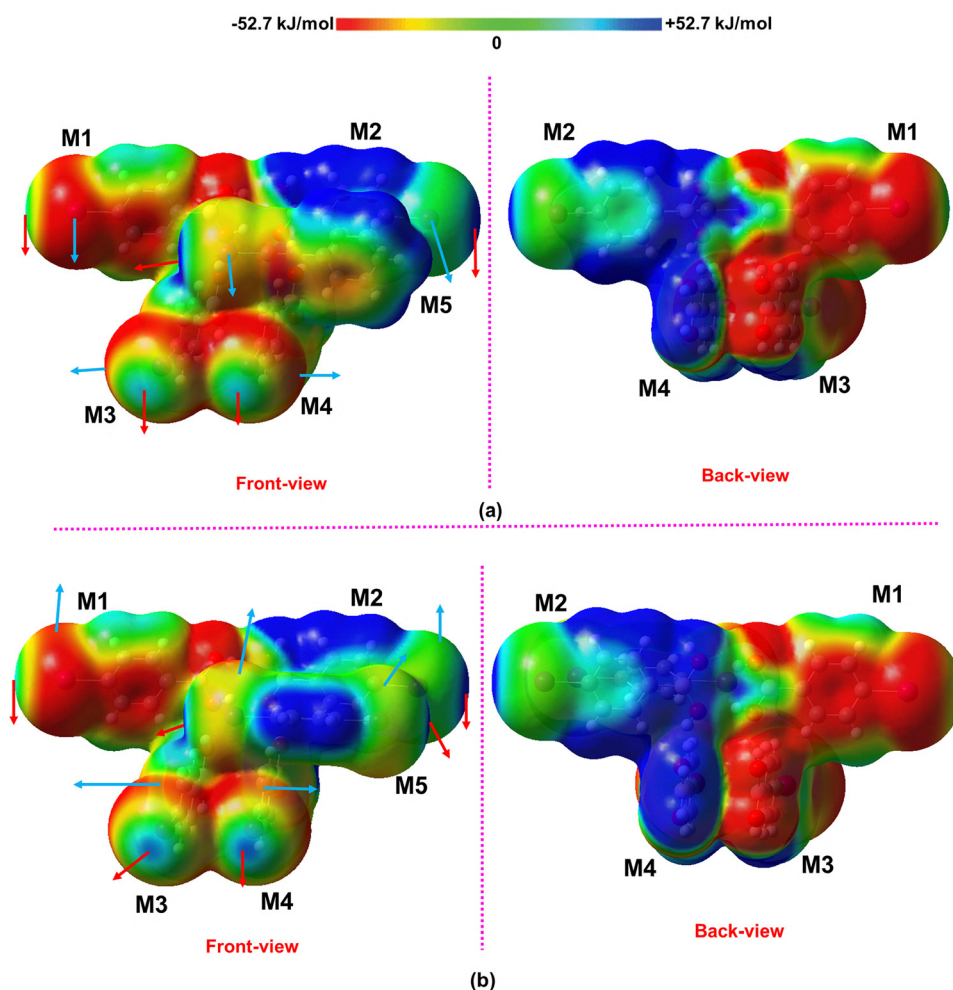 -52.7 kJ/mol +52.7 kJ/mol
0
M1 M2 M2 M1
M5
M3 M4 M4 M3
Front-view Back-view
(a)
M1 M2 M2 M1
M5
M3 M4 M4 M3
Front-view Back-view
(b)